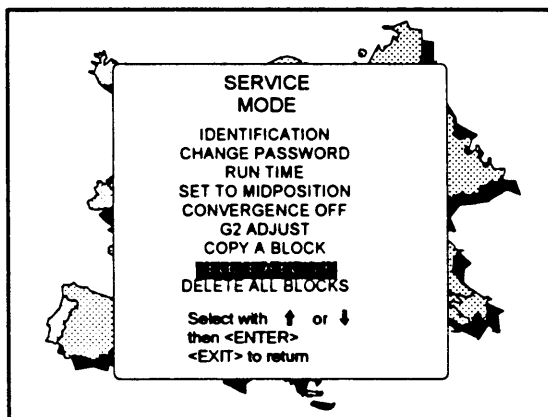 SERVICE
MODE
IDENTIFICATION
CHANGE PASSWORD
RUN TIME
SET TO MIDPOSITION
CONVERGENCE OFF
G2 ADJUST
COPY A BLOCK
DELETE ALL BLOCKS
Select with ↑ or ↓
then <ENTER>
<EXIT> to return